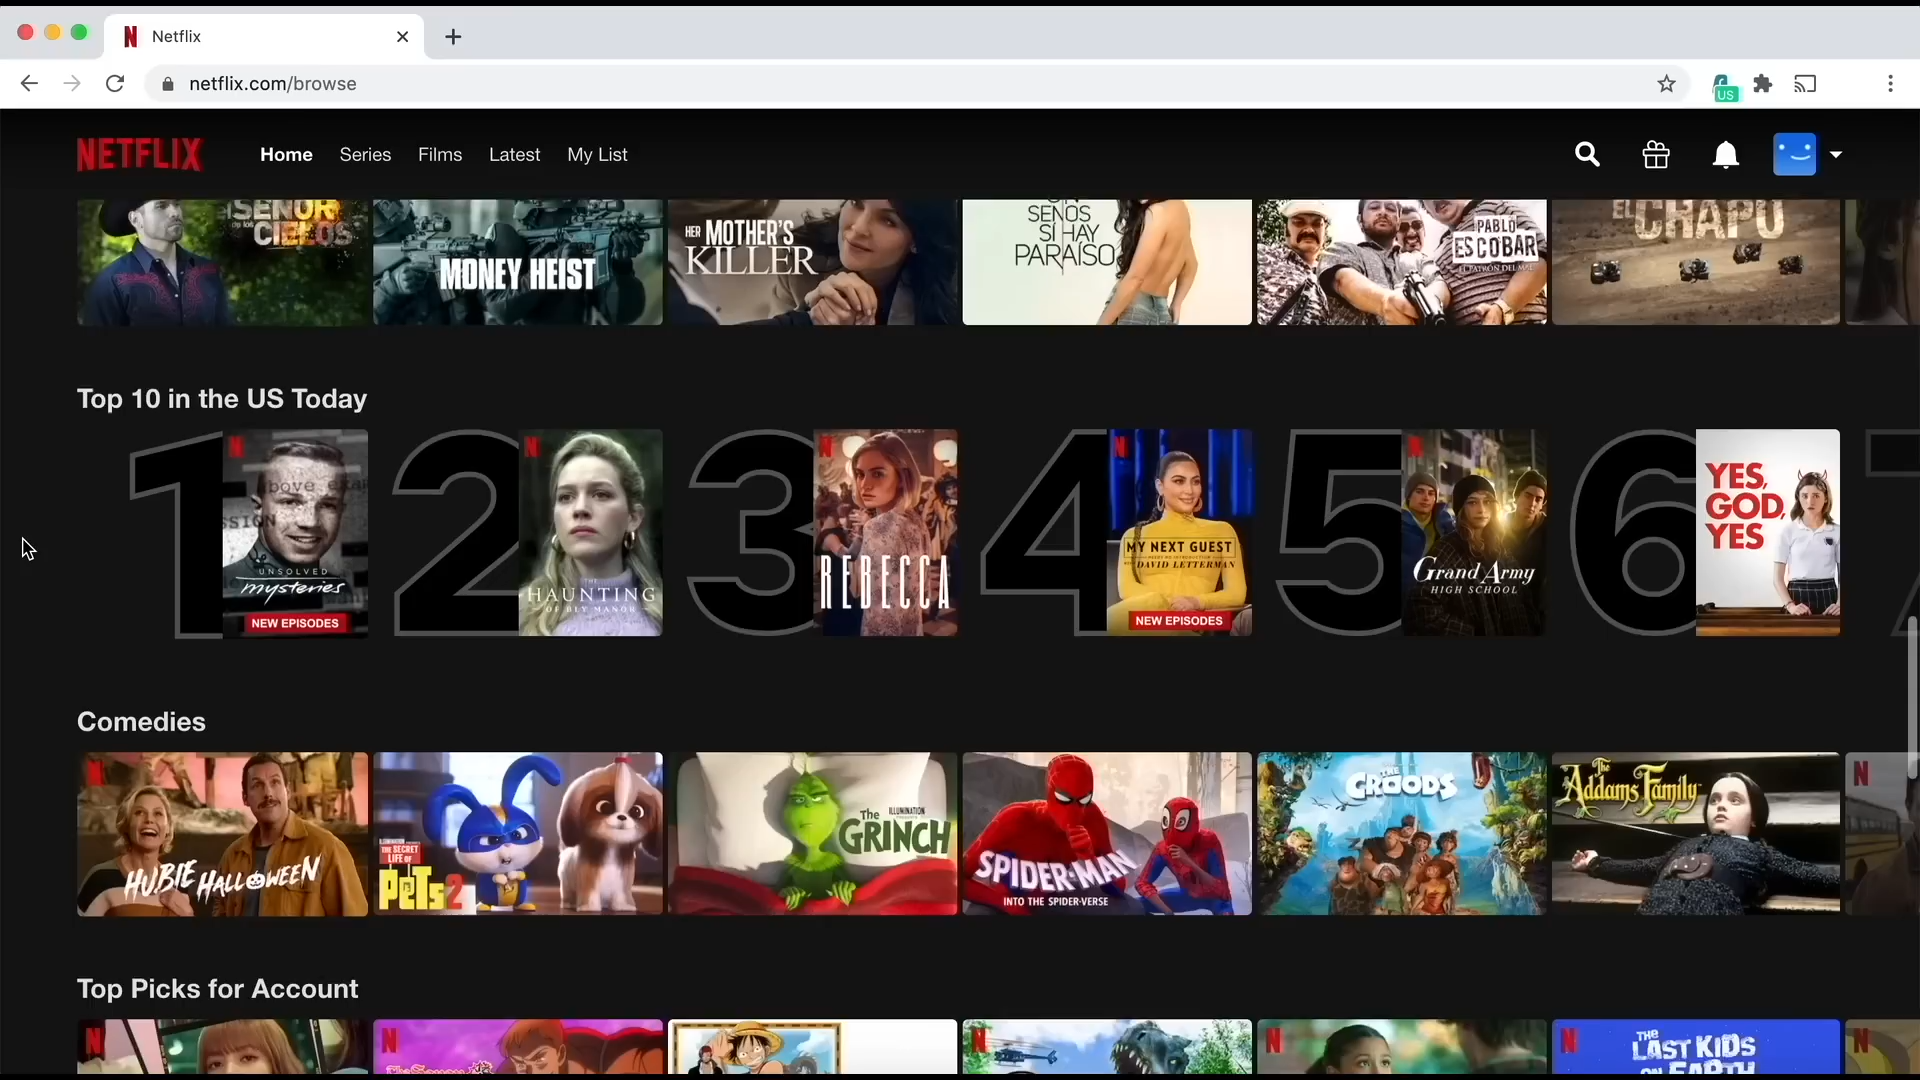 Netflix
netflix.com/browse
US
NETFLIX
Home
Series
Films
Latest
My List
SEÑOR
de los
CIELOS
MONEY HEIST
HER MOTHER'S
KILLER
SENOS
SÍ HAY
PARAÍSO
PABLO
ESCOBAR
EL PATRÓN DEL MAL
EL CHAPO
Top 10 in the US Today
1
UNSOLVED
mysteries
NEW EPISODES
2
THE
HAUNTING
OF BLY MANOR
3
REBECCA
4
MY NEXT GUEST
DAVID LETTERMAN
NEW EPISODES
5
Grand Army
HIGH SCHOOL
6
YES,
GOD,
YES
Comedies
HUBIE HALLOWEEN
THE SECRET
LIFE OF
PETS 2
ILLUMINATION
The
GRINCH
SPIDER-MAN
INTO THE SPIDER-VERSE
THE
CROODS
The
Addams Family
Top Picks for Account
THE
LAST KIDS
ON EARTH